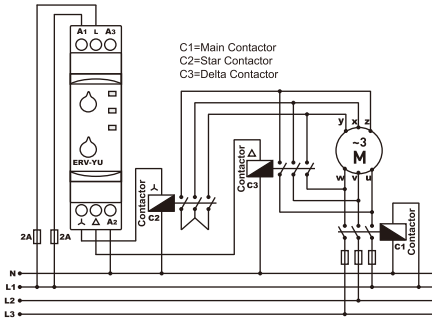 A1 L A3
C1=Main Contactor
C2=Star Contactor
C3=Delta Contactor
y x z
~3
M
w v u
ERV-YU
Contactor
C3
Contactor
C2
A2
2A 2A
C1
Contactor
N
L1
L2
L3